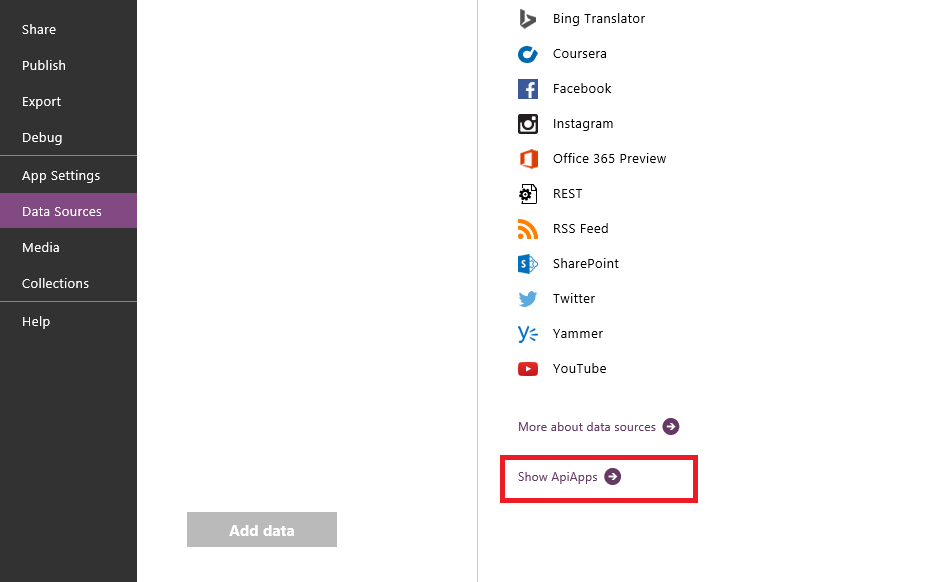 Share
Publish
Export
Debug
App Settings
Data Sources
Media
Collections
Help
Add data
Bing Translator
Coursera
Facebook
Instagram
Office 365 Preview
REST
RSS Feed
SharePoint
Twitter
Yammer
YouTube
More about data sources
Show ApiApps